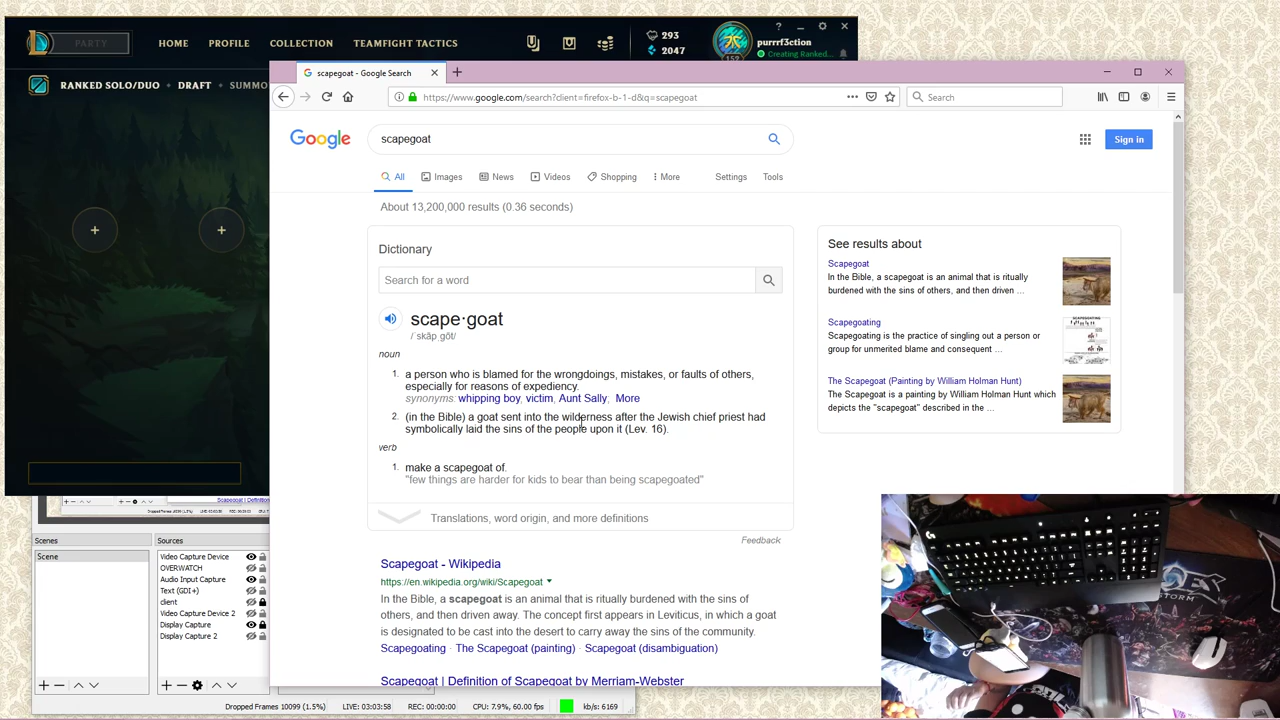 PARTY
HOME
PROFILE
COLLECTION
TEAMFIGHT TACTICS
293
2047
152
purrrf3ction
Creating Ranked...
RANKED SOLO/DUO
DRAFT
SUMMO
scapegoat - Google Search
https://www.google.com/search?client=firefox-b-1-d&q=scapegoat
Search
Google
scapegoat
Sign in
All
Images
News
Videos
Shopping
More
Settings
Tools
About 13,200,000 results (0.36 seconds)
Dictionary
Search for a word
scape·goat
/ˈskāpˌgōt/
noun
1. a person who is blamed for the wrongdoings, mistakes, or faults of others,
especially for reasons of expediency.
synonyms: whipping boy, victim, Aunt Sally, More
2. (in the Bible) a goat sent into the wilderness after the Jewish chief priest had
symbolically laid the sins of the people upon it (Lev. 16).
verb
1. make a scapegoat of.
"few things are harder for kids to bear than being scapegoated"
Translations, word origin, and more definitions
Feedback
See results about
Scapegoat
In the Bible, a scapegoat is an animal that is ritually
burdened with the sins of others, and then driven ...
Scapegoating
Scapegoating is the practice of singling out a person or
group for unmerited blame and consequent ...
The Scapegoat (Painting by William Holman Hunt)
The Scapegoat is a painting by William Holman Hunt which
depicts the "scapegoat" described in the ...
Scapegoat - Wikipedia
https://en.wikipedia.org/wiki/Scapegoat
In the Bible, a scapegoat is an animal that is ritually burdened with the sins of
others, and then driven away. The concept first appears in Leviticus, in which a goat
is designated to be cast into the desert to carry away the sins of the community.
Scapegoating · The Scapegoat (painting) · Scapegoat (disambiguation)
Scapegoat | Definition of Scapegoat by Merriam-Webster
Scenes
Sources
Scene
Video Capture Device
OVERWATCH
Audio Input Capture
Text (GDI+)
client
Video Capture Device 2
Display Capture
Display Capture 2
Dropped Frames 10099 (1.5%)
LIVE: 03:03:58
REC: 00:00:00
CPU: 7.9%, 60.00 fps
kb/s: 6169